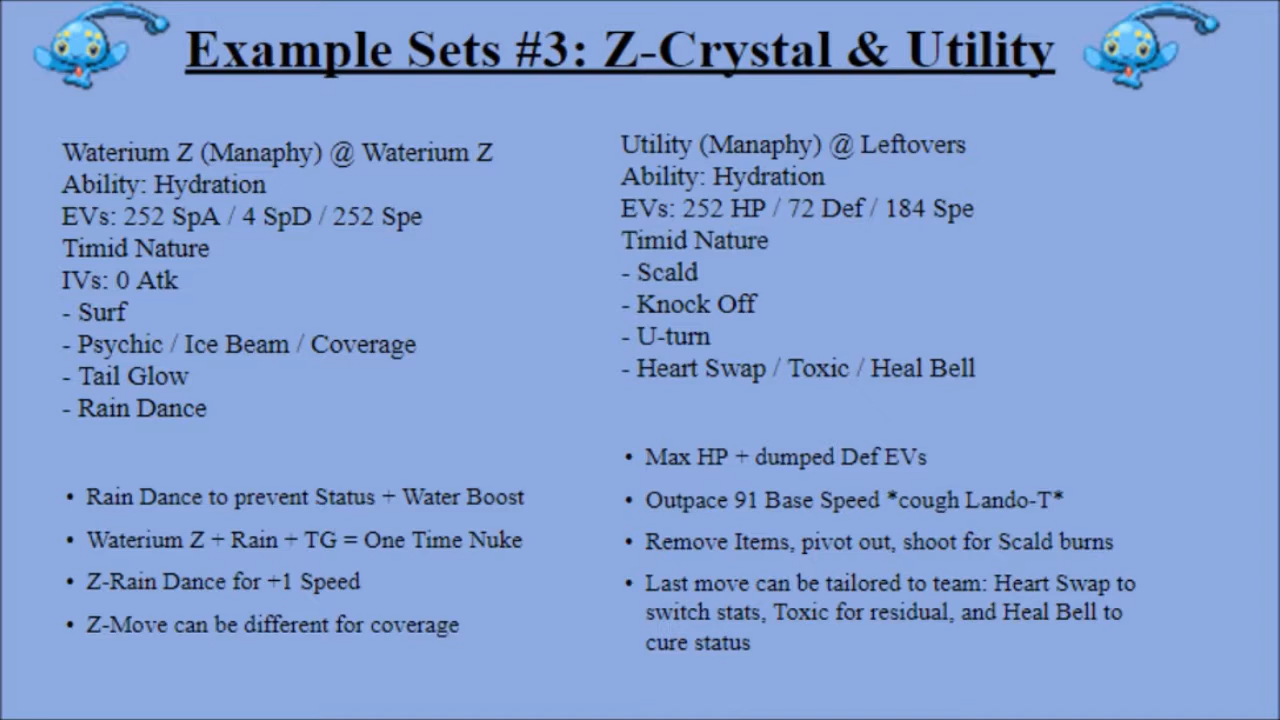 Example Sets #3: Z-Crystal & Utility
Waterium Z (Manaphy) @ Waterium Z
Ability: Hydration
EVs: 252 SpA / 4 SpD / 252 Spe
Timid Nature
IVs: 0 Atk
- Surf
- Psychic / Ice Beam / Coverage
- Tail Glow
- Rain Dance
• Rain Dance to prevent Status + Water Boost
• Waterium Z + Rain + TG = One Time Nuke
• Z-Rain Dance for +1 Speed
• Z-Move can be different for coverage
Utility (Manaphy) @ Leftovers
Ability: Hydration
EVs: 252 HP / 72 Def / 184 Spe
Timid Nature
- Scald
- Knock Off
- U-turn
- Heart Swap / Toxic / Heal Bell
• Max HP + dumped Def EVs
• Outpace 91 Base Speed *cough Lando-T*
• Remove Items, pivot out, shoot for Scald burns
• Last move can be tailored to team: Heart Swap to
switch stats, Toxic for residual, and Heal Bell to
cure status